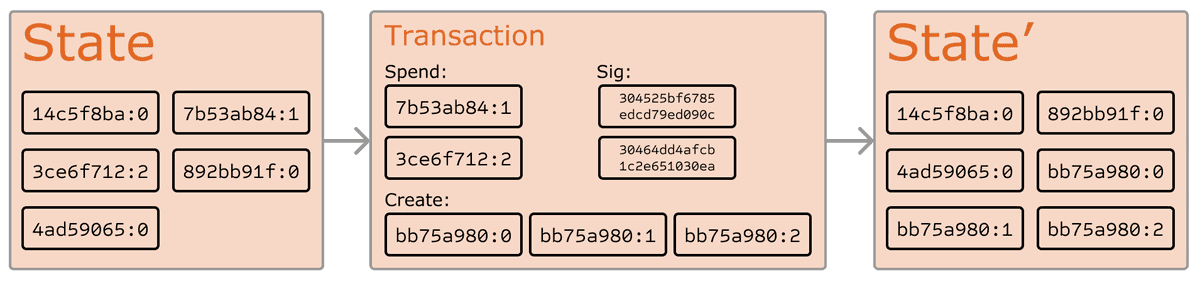 State
14c5f8ba:0 7b53ab84:1
3ce6f712:2 892bb91f:0
4ad59065:0
Transaction
Spend: Sig:
7b53ab84:1 304525bf6785
edcd79ed090c
3ce6f712:2 30464dd4afcb
1c2e651030ea
Create:
bb75a980:0 bb75a980:1 bb75a980:2
State’
14c5f8ba:0 892bb91f:0
4ad59065:0 bb75a980:0
bb75a980:1 bb75a980:2